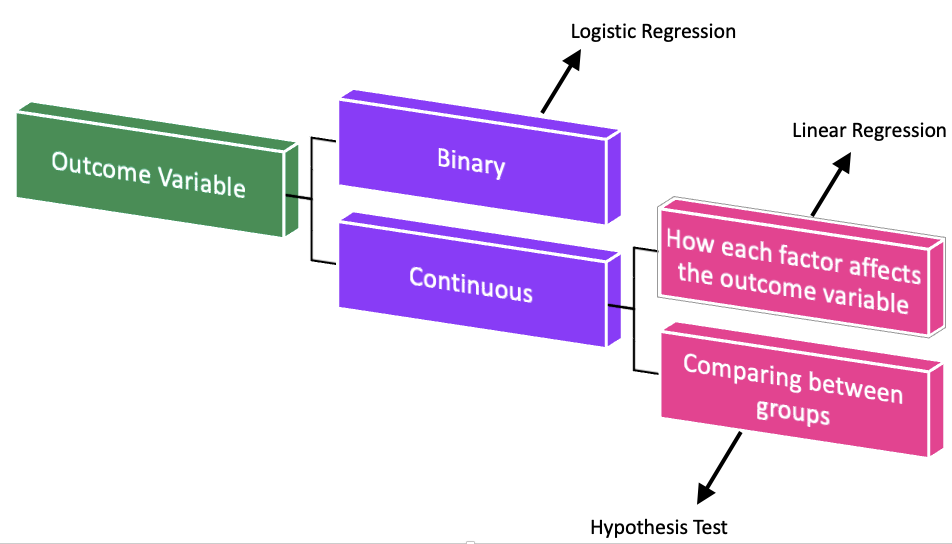 Logistic Regression
Linear Regression
Outcome Variable
Binary
Continuous
How each factor affects
the outcome variable
Comparing between
groups
Hypothesis Test